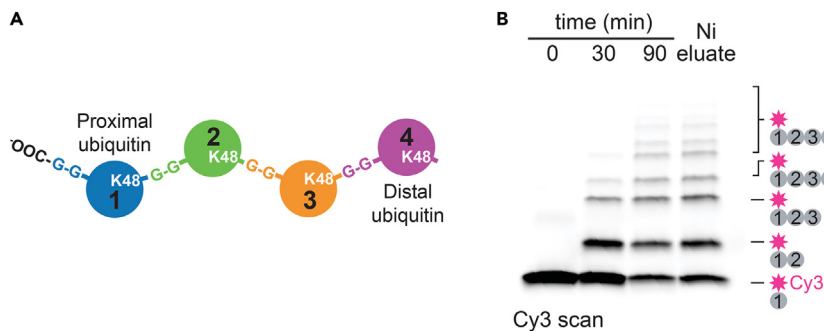 A
Proximal
ubiquitin
-OOC-G-G
K48
1
G-G
2
K48
G-G
K48
3
G-G
4
K48
Distal
ubiquitin
B
time (min)
0 30 90
Ni
eluate
1 2 3
1 2 3
1 2 3
1 2
Cy3
1
Cy3 scan